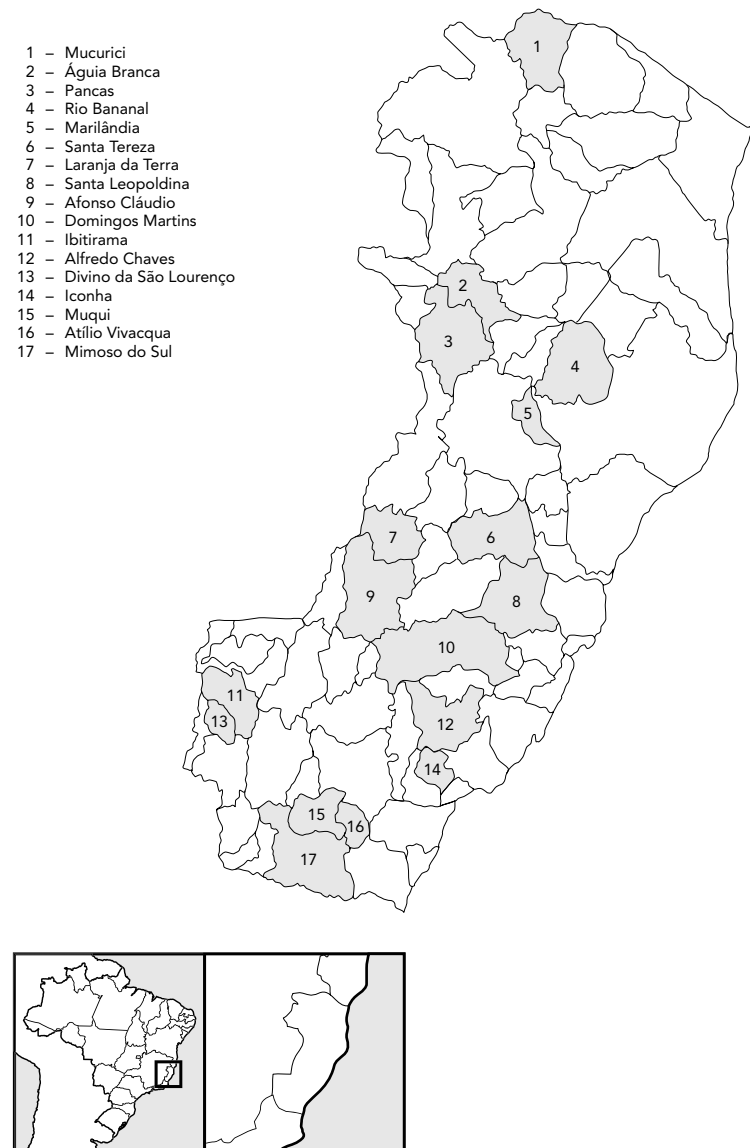 1 – Mucurici
2 – Águia Branca
3 – Pancas
4 – Rio Bananal
5 – Marilândia
6 – Santa Tereza
7 – Laranja da Terra
8 – Santa Leopoldina
9 – Afonso Cláudio
10 – Domingos Martins
11 – Ibitirama
12 – Alfredo Chaves
13 – Divino da São Lourenço
14 – Iconha
15 – Muqui
16 – Atílio Vivacqua
17 – Mimoso do Sul
1
2
3
4
5
7
6
9
8
10
11
13
12
14
15
16
17